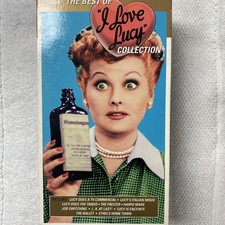 THE BEST OF
"I Love
Lucy"
COLLECTION
Vitameatavegamin
LUCY DOES A TV COMMERCIAL • LUCY'S ITALIAN MOVIE
LUCY DOES THE TANGO • THE FREEZER • HARPO MARX
JOB SWITCHING • L.A. AT LAST! • LUCY IS ENCEINTE
THE BALLET • ETHEL'S HOME TOWN